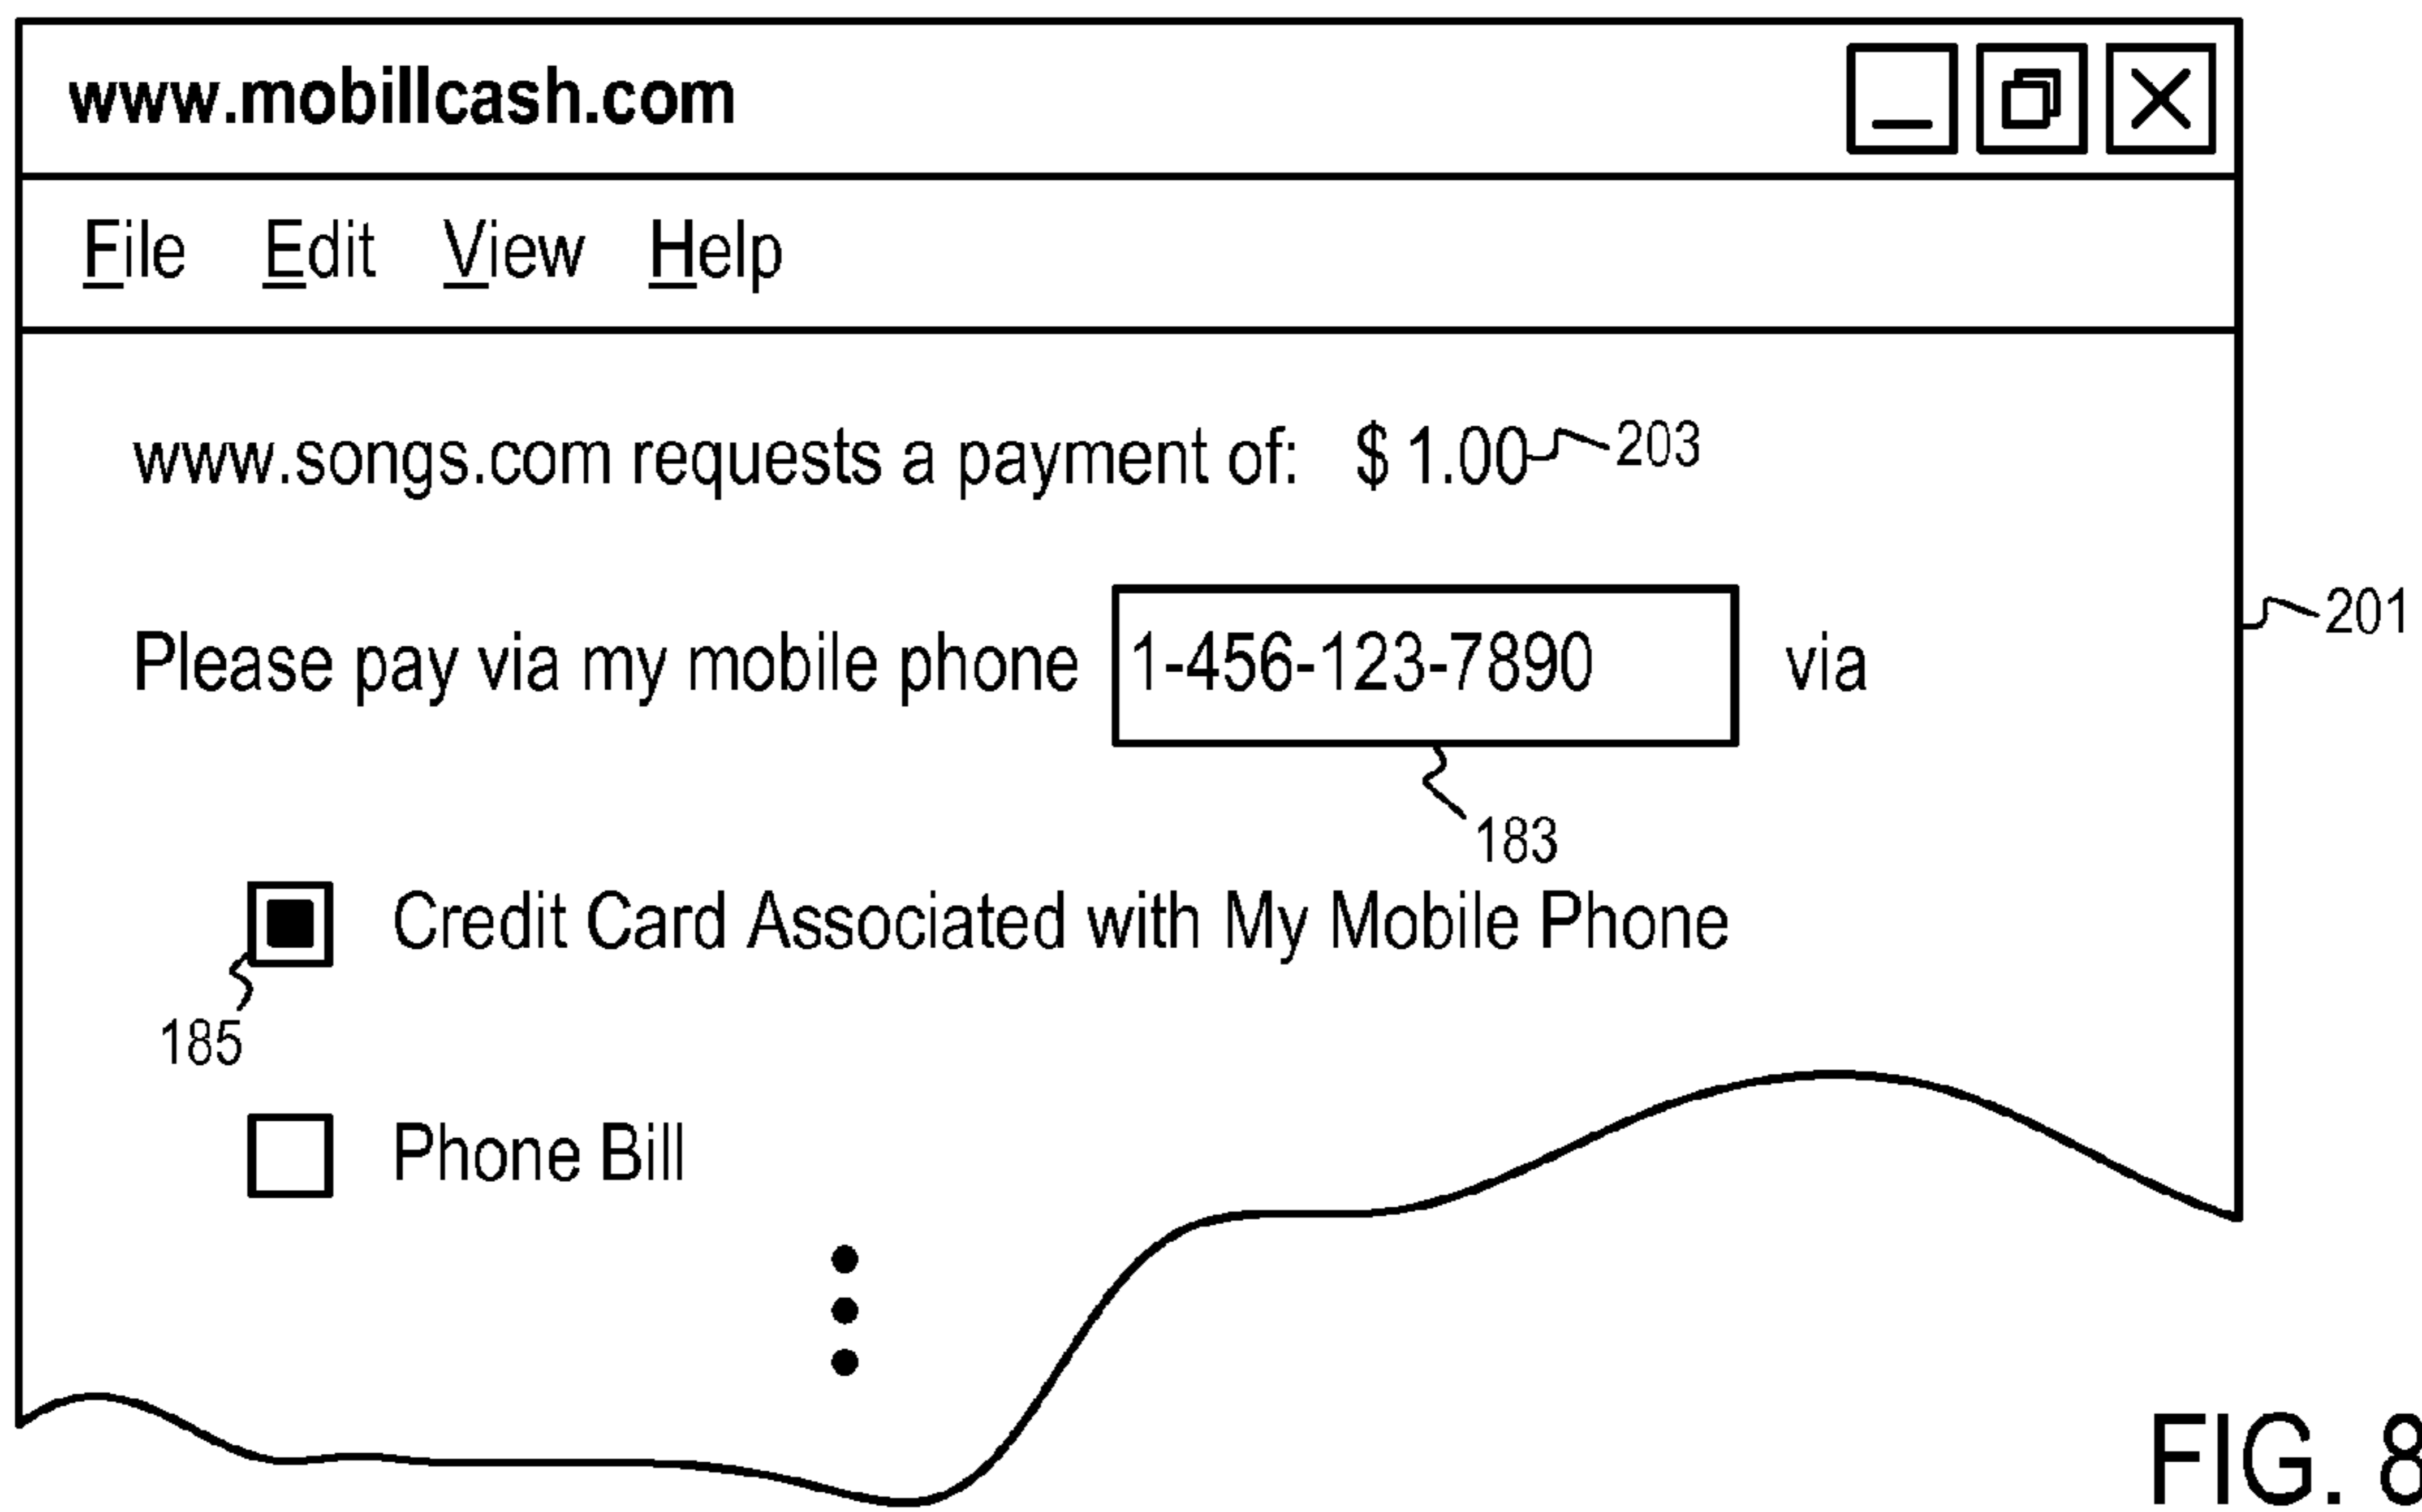 www.mobillcash.com
File Edit View Help
www.songs.com requests a payment of: $ 1.00 203
201
Please pay via my mobile phone 1-456-123-7890 via
183
Credit Card Associated with My Mobile Phone
185
Phone Bill
FIG. 8